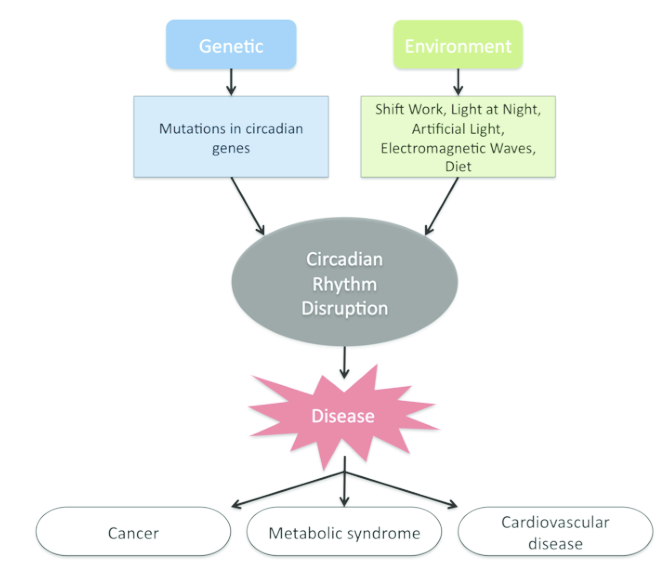 Genetic
Environment
Mutations in circadian
genes
Shift Work, Light at Night,
Artificial Light,
Electromagnetic Waves,
Diet
Circadian
Rhythm
Disruption
Disease
Cancer
Metabolic syndrome
Cardiovascular
disease